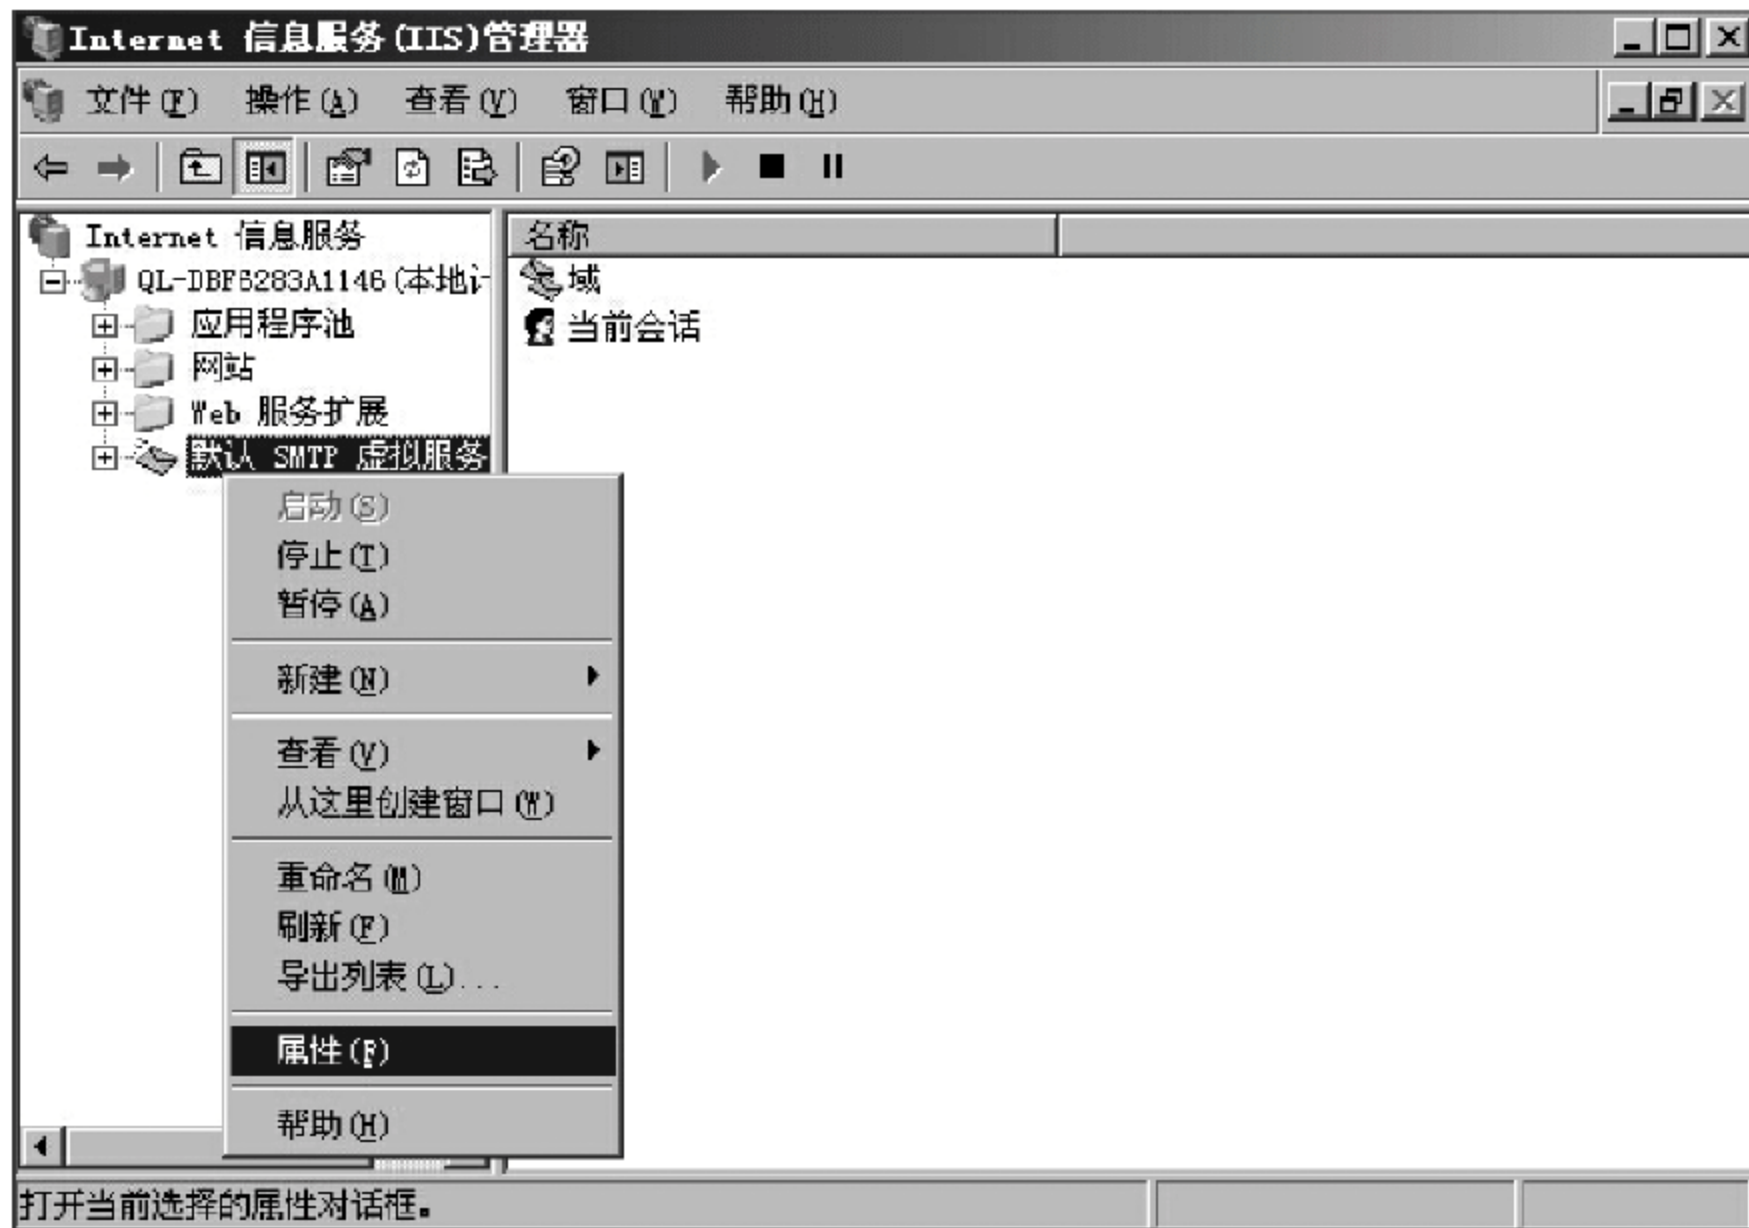 Internet 信息服务(IIS)管理器
文件(F) 操作(A) 查看(V) 窗口(W) 帮助(H)
Internet 信息服务
名称
QL-DBF6283A1146(本地计
域
应用程序池
当前会话
网站
Web 服务扩展
默认 SMTP 虚拟服务
启动(S)
停止(T)
暂停(A)
新建(N)
查看(V)
从这里创建窗口(W)
重命名(M)
刷新(F)
导出列表(L)...
属性(R)
帮助(H)
打开当前选择的属性对话框。